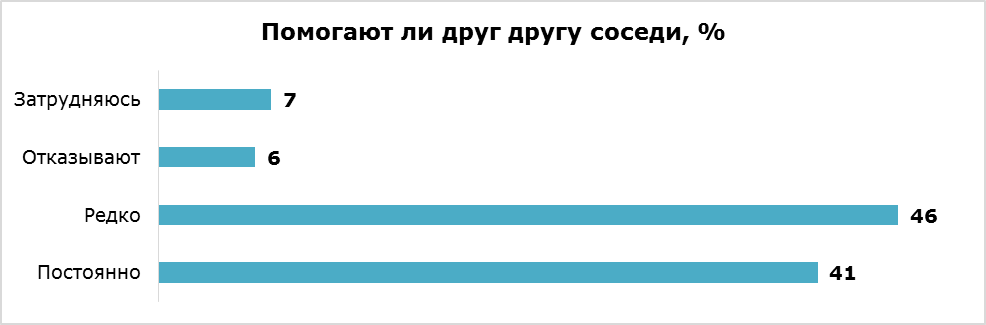 Помогают ли друг другу соседи, %
Затрудняюсь 7
Отказывают 6
Редко 46
Постоянно 41